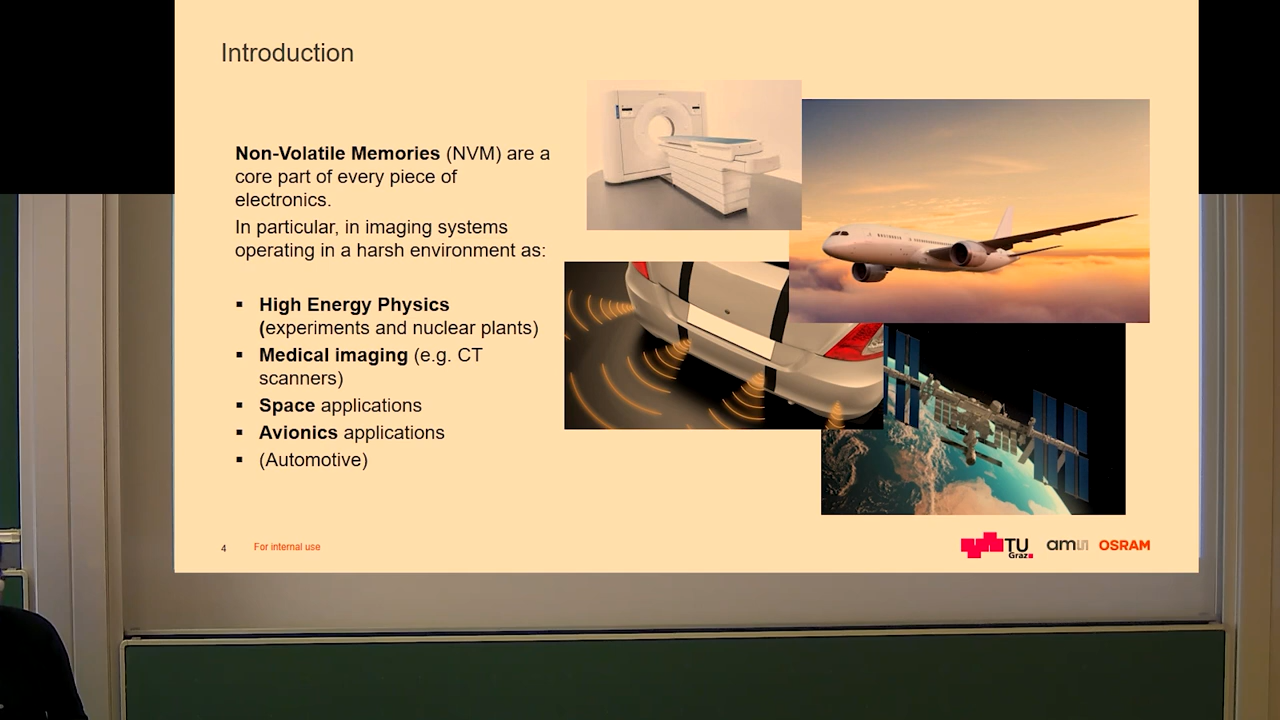 Introduction
Non-Volatile Memories (NVM) are a
core part of every piece of
electronics.
In particular, in imaging systems
operating in a harsh environment as:
▪ High Energy Physics
(experiments and nuclear plants)
▪ Medical imaging (e.g. CT
scanners)
▪ Space applications
▪ Avionics applications
▪ (Automotive)
4 For internal use
TU
Graz
amu OSRAM